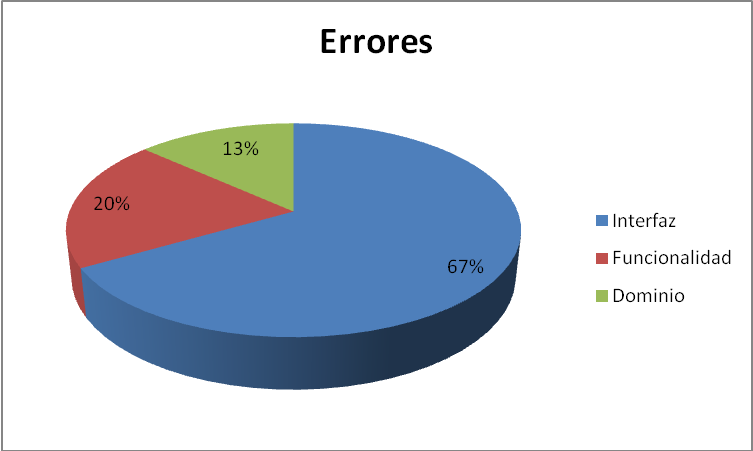 Errores
13%
20%
67%
Interfaz
Funcionalidad
Dominio